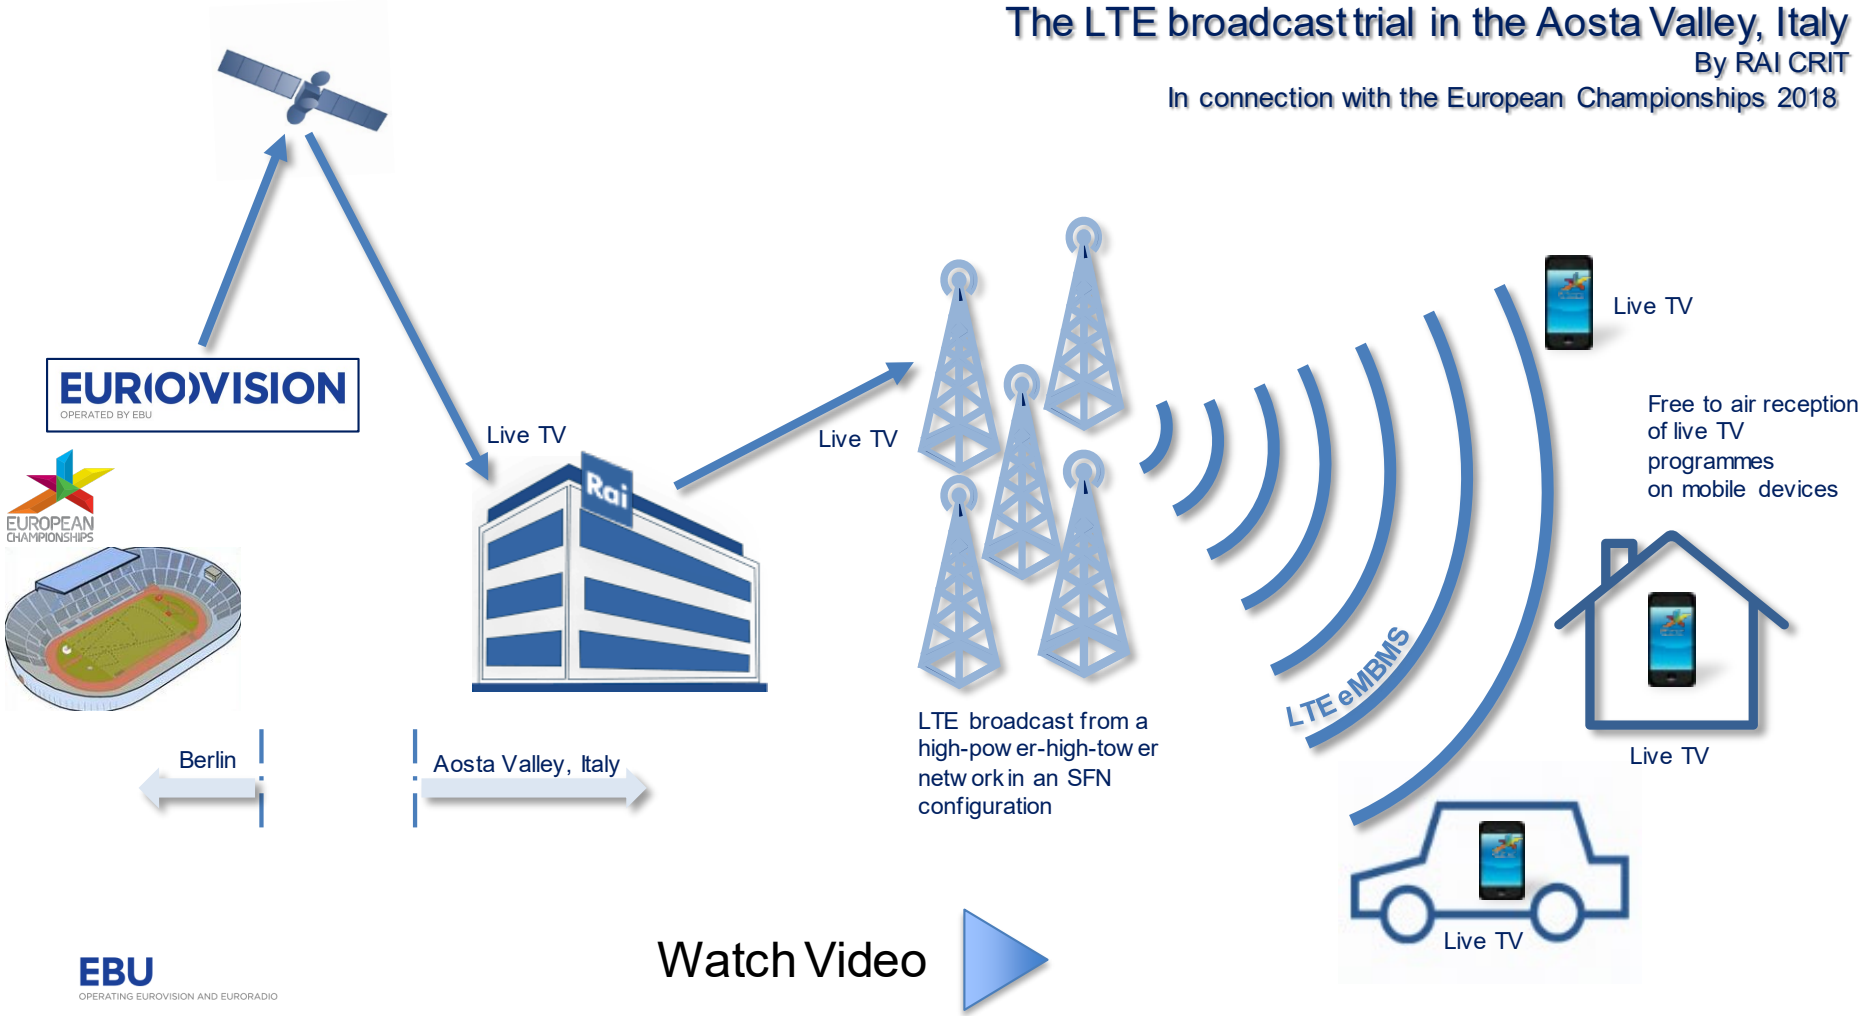 The LTE broadcast trial in the Aosta Valley, Italy
By RAI CRIT
In connection with the European Championships 2018
EUR(O)VISION
OPERATED BY EBU
EUROPEAN
CHAMPIONSHIPS
Live TV
Rai
Live TV
Live TV
Free to air reception
of live TV
programmes
on mobile devices
LTE eMBMS
Live TV
Live TV
LTE broadcast from a
high-power-high-tower
network in an SFN
configuration
Berlin
Aosta Valley, Italy
Watch Video
EBU
OPERATING EUROVISION AND EURORADIO